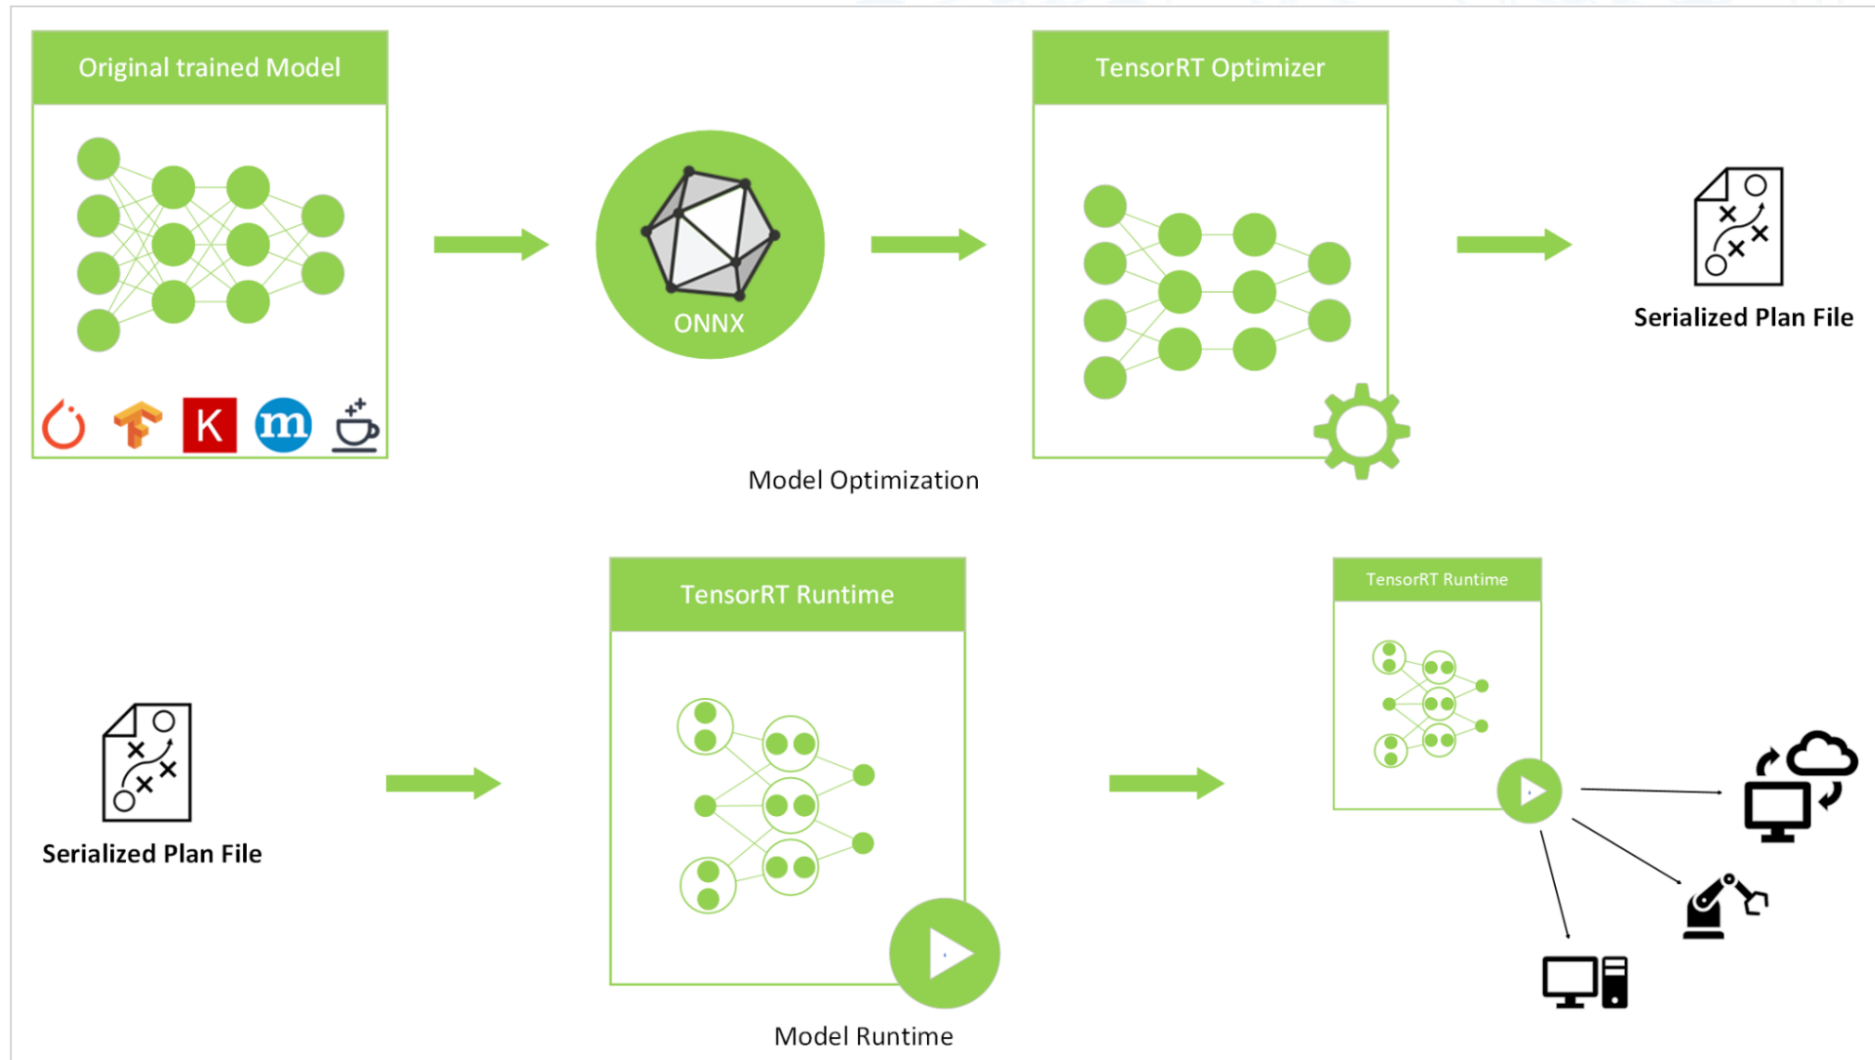 Original trained Model
TensorRT Optimizer
K
m
++
ONNX
Serialized Plan File
Model Optimization
TensorRT Runtime
TensorRT Runtime
Serialized Plan File
Model Runtime